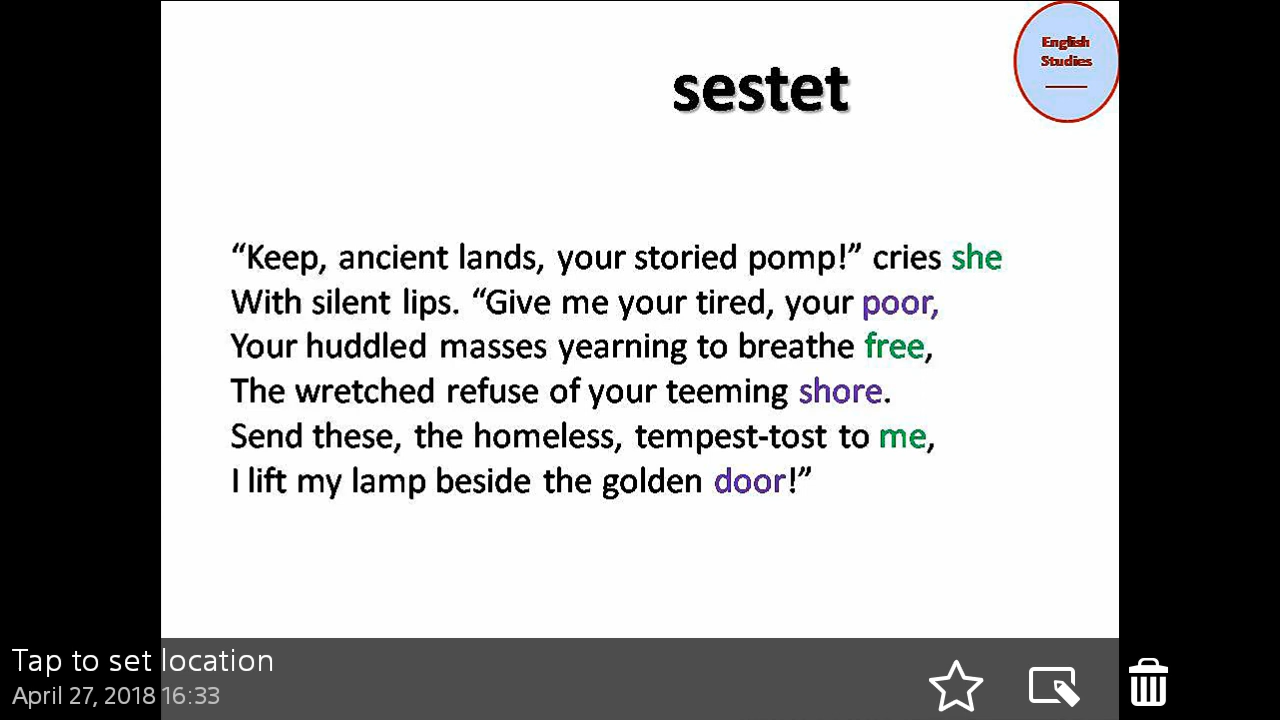 English
Studies
sestet
“Keep, ancient lands, your storied pomp!” cries she
With silent lips. “Give me your tired, your poor,
Your huddled masses yearning to breathe free,
The wretched refuse of your teeming shore.
Send these, the homeless, tempest-tost to me,
I lift my lamp beside the golden door!”
Tap to set location
April 27, 2018 16:33